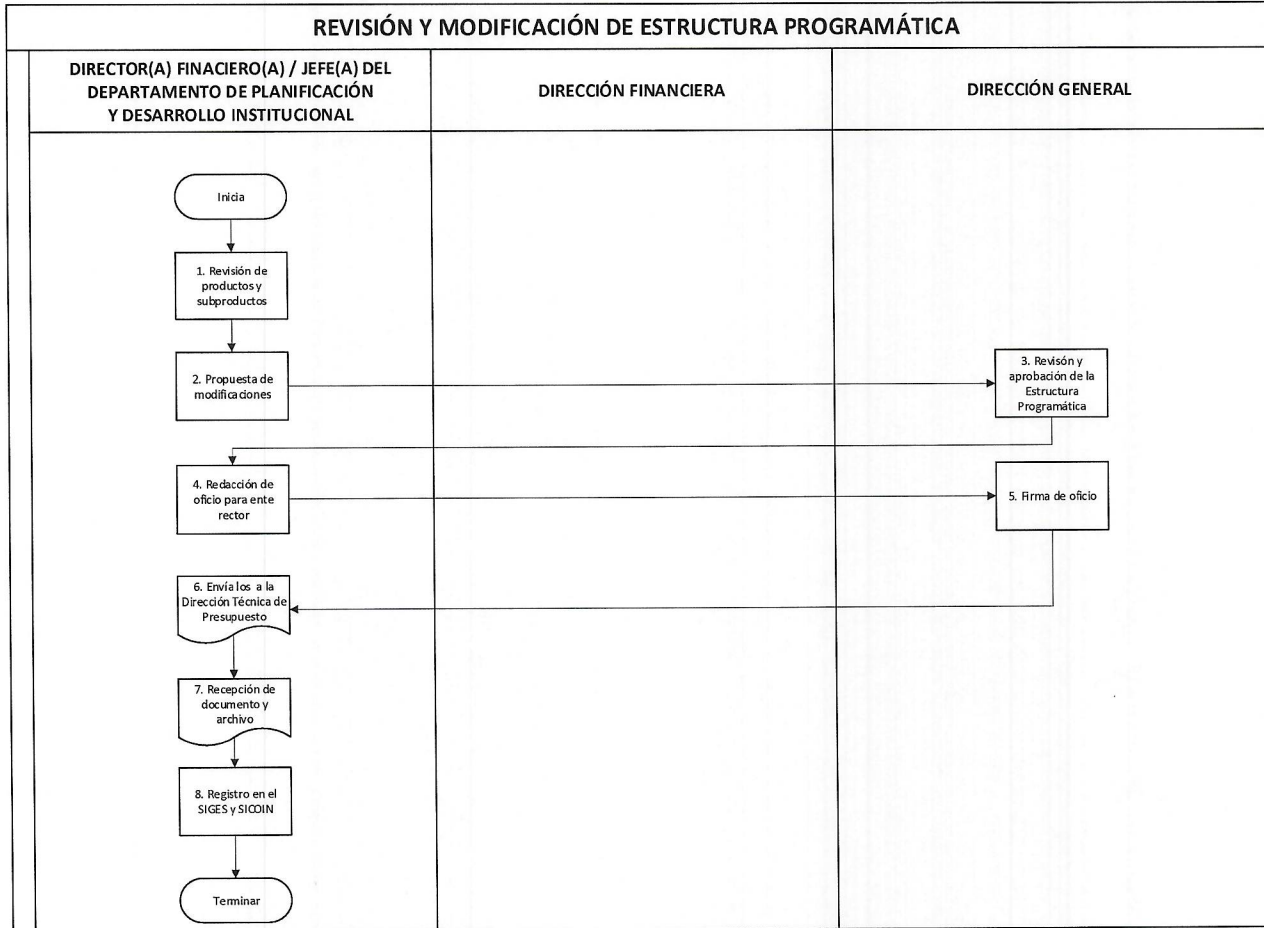 REVISIÓN Y MODIFICACIÓN DE ESTRUCTURA PROGRAMÁTICA
DIRECTOR(A) FINACIERO(A) / JEFE(A) DEL
DEPARTAMENTO DE PLANIFICACIÓN
Y DESARROLLO INSTITUCIONAL
DIRECCIÓN FINANCIERA
DIRECCIÓN GENERAL
Inicia
1. Revisión de
productos y
subproductos
2. Propuesta de
modificaciones
3. Revisón y
aprobación de la
Estructura
Programática
4. Redacción de
oficio para ente
rector
5. Firma de oficio
6. Envía los a la
Dirección Técnica de
Presupuesto
7. Recepción de
documento y
archivo
8. Registro en el
SIGES y SICOIN
Terminar